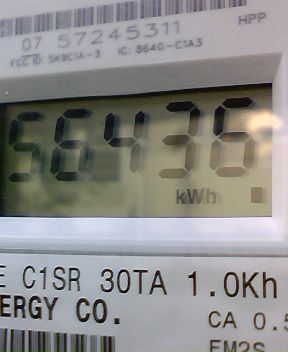 HPP
07 57245311
FCC ID: SK9C1A-3 IC: 864G-C1A3
56436
kWh
E C1SR 30TA 1.0Kh
ERGY CO.
CA 0.5
FM2S